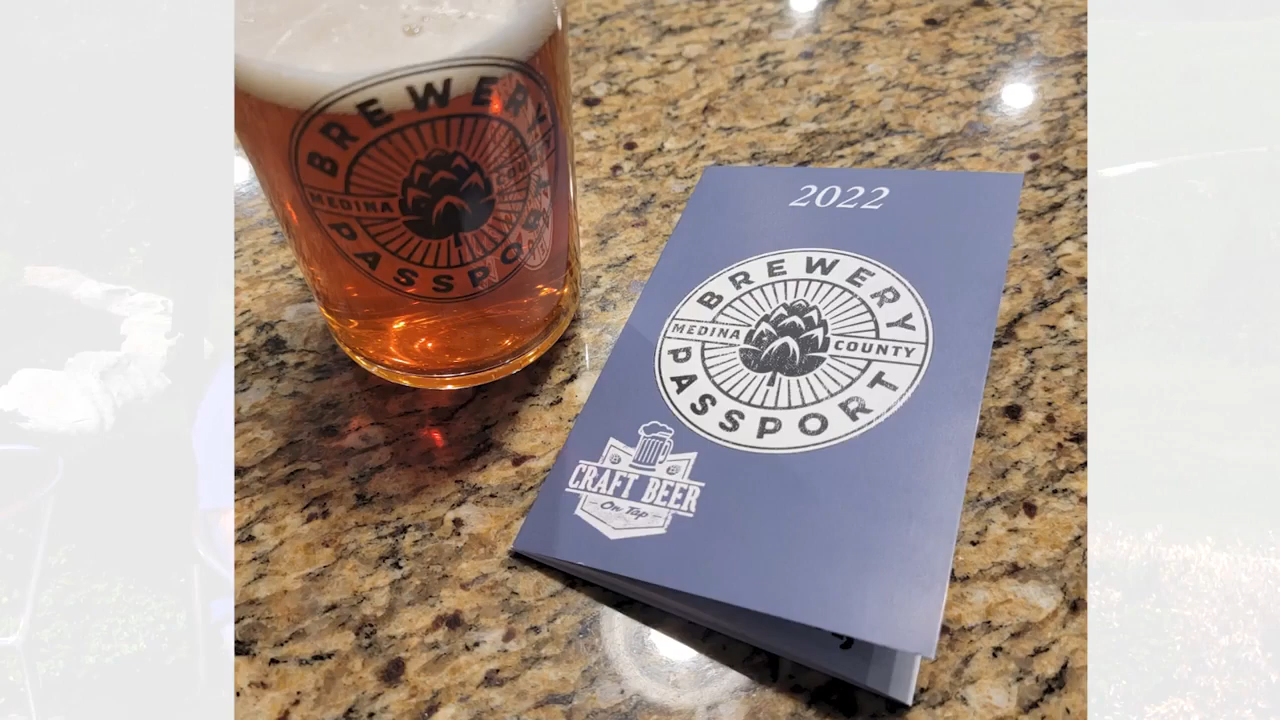 BREWERY
MEDINA
PASSPORT
2022
BREWERY
MEDINA COUNTY
PASSPORT
CRAFT BEER
On Tap